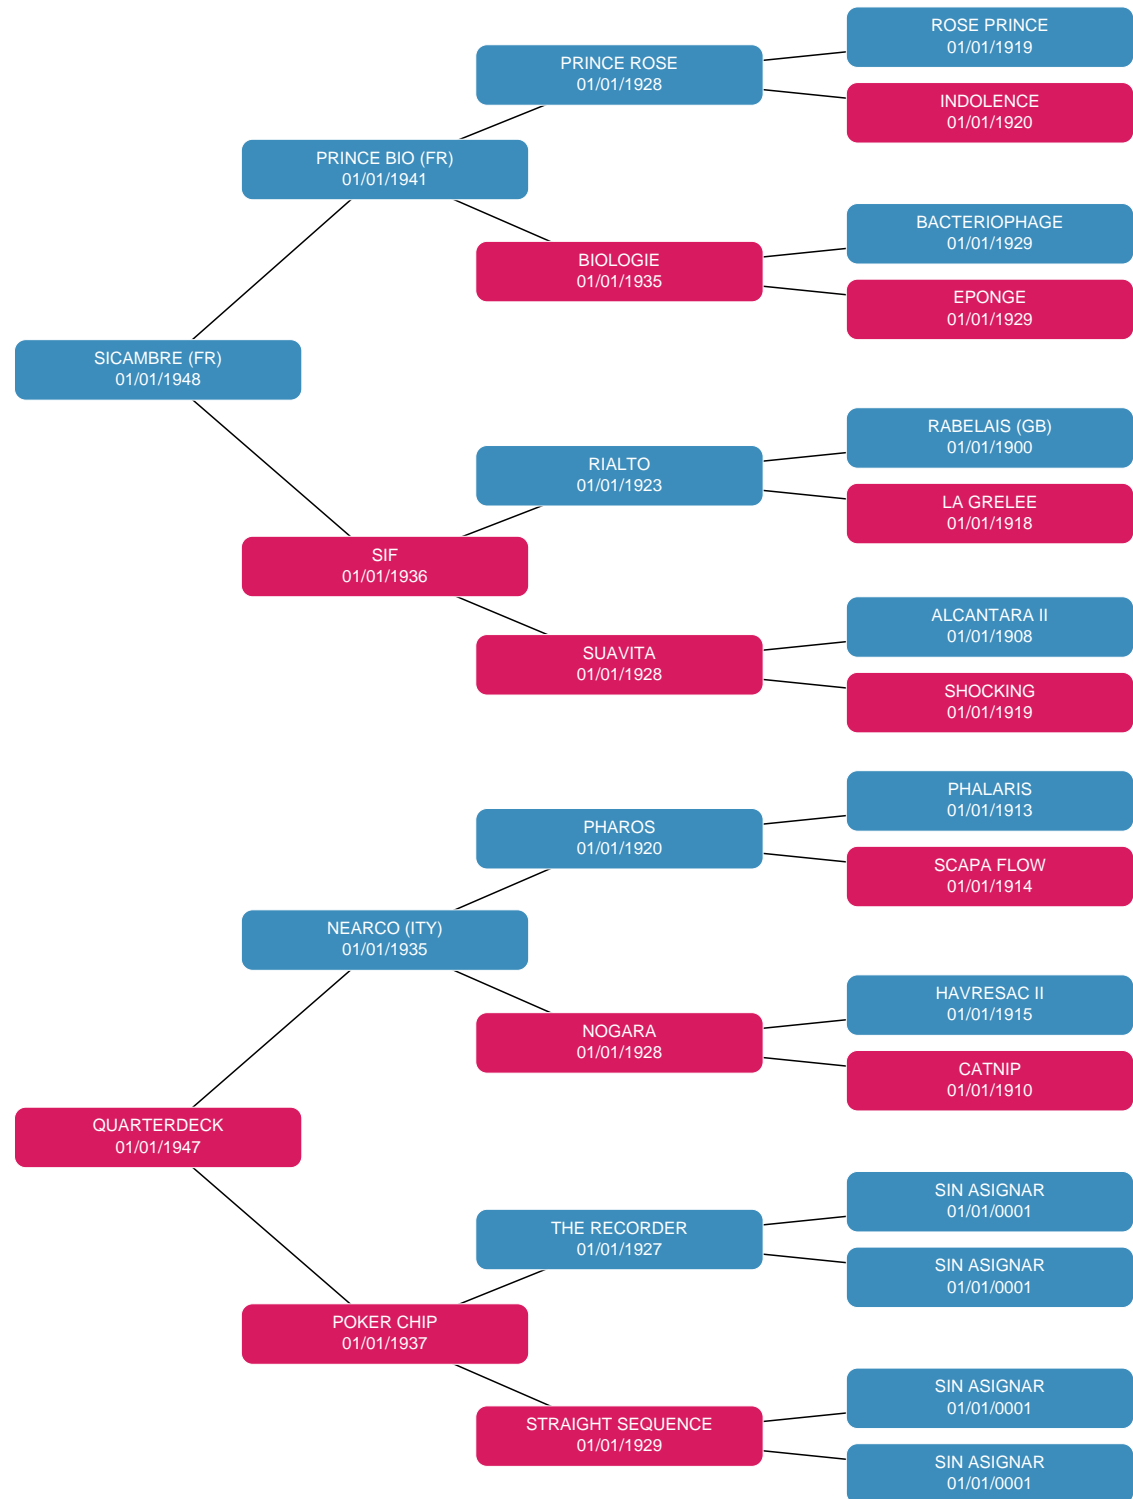 ROSE PRINCE
01/01/1919
PRINCE ROSE
01/01/1928
INDOLENCE
01/01/1920
PRINCE BIO (FR)
01/01/1941
BACTERIOPHAGE
01/01/1929
BIOLOGIE
01/01/1935
EPONGE
01/01/1929
SICAMBRE (FR)
01/01/1948
RABELAIS (GB)
01/01/1900
RIALTO
01/01/1923
LA GRELEE
01/01/1918
SIF
01/01/1936
ALCANTARA II
01/01/1908
SUAVITA
01/01/1928
SHOCKING
01/01/1919
PHALARIS
01/01/1913
PHAROS
01/01/1920
SCAPA FLOW
01/01/1914
NEARCO (ITY)
01/01/1935
HAVRESAC II
01/01/1915
NOGARA
01/01/1928
CATNIP
01/01/1910
QUARTERDECK
01/01/1947
SIN ASIGNAR
01/01/0001
THE RECORDER
01/01/1927
SIN ASIGNAR
01/01/0001
POKER CHIP
01/01/1937
SIN ASIGNAR
01/01/0001
STRAIGHT SEQUENCE
01/01/1929
SIN ASIGNAR
01/01/0001